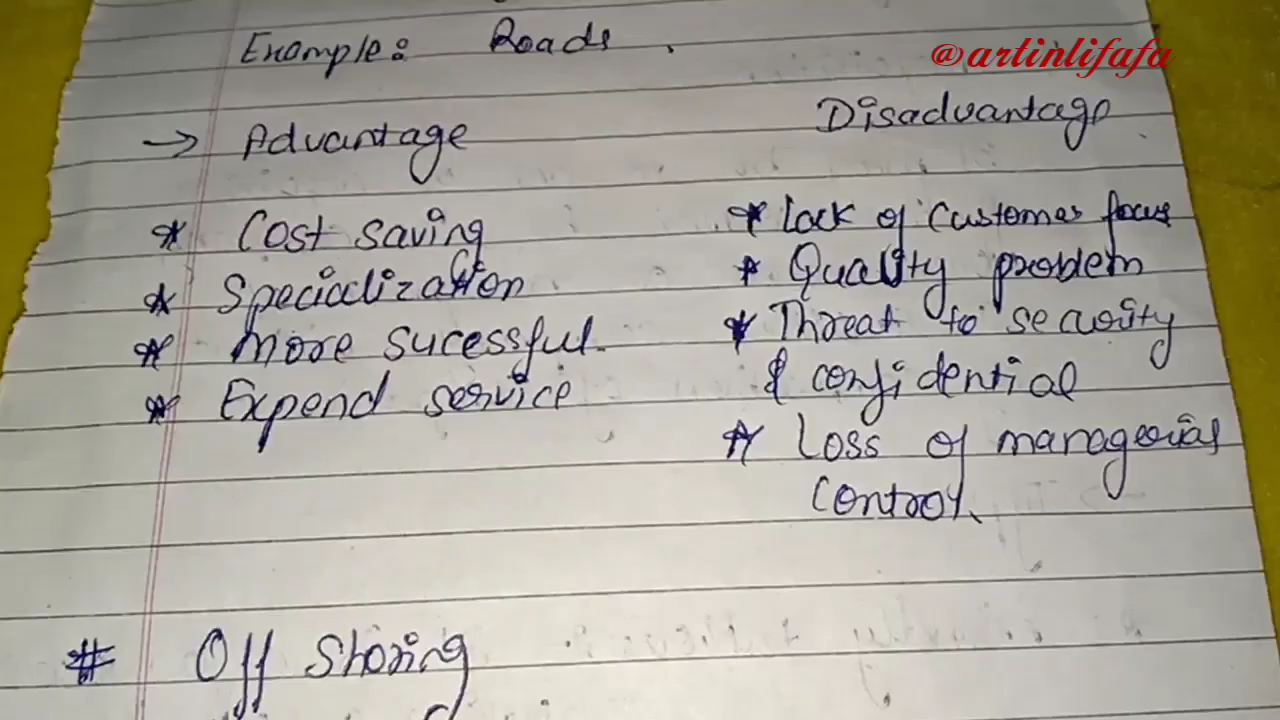 Example: Roads .
@artinlifafa
→ Advantage
Disadvantage
* Cost saving
* Specialization
* More sucessful.
* Expend service
* Lack of customer focus
* Quality problem
* Threat to security
& confidential
* Loss of managerial
control.
# Off Shoring